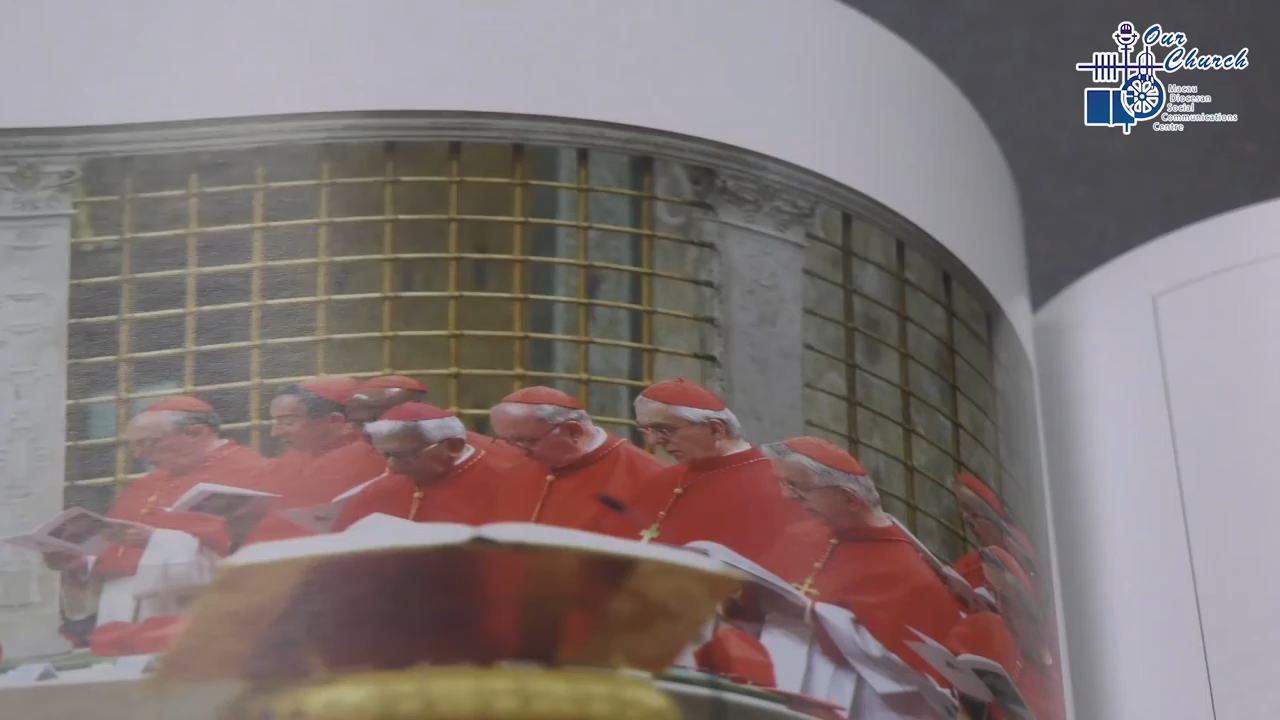 Our
Church
Macau
Diocesan
Social
Communications
Centre